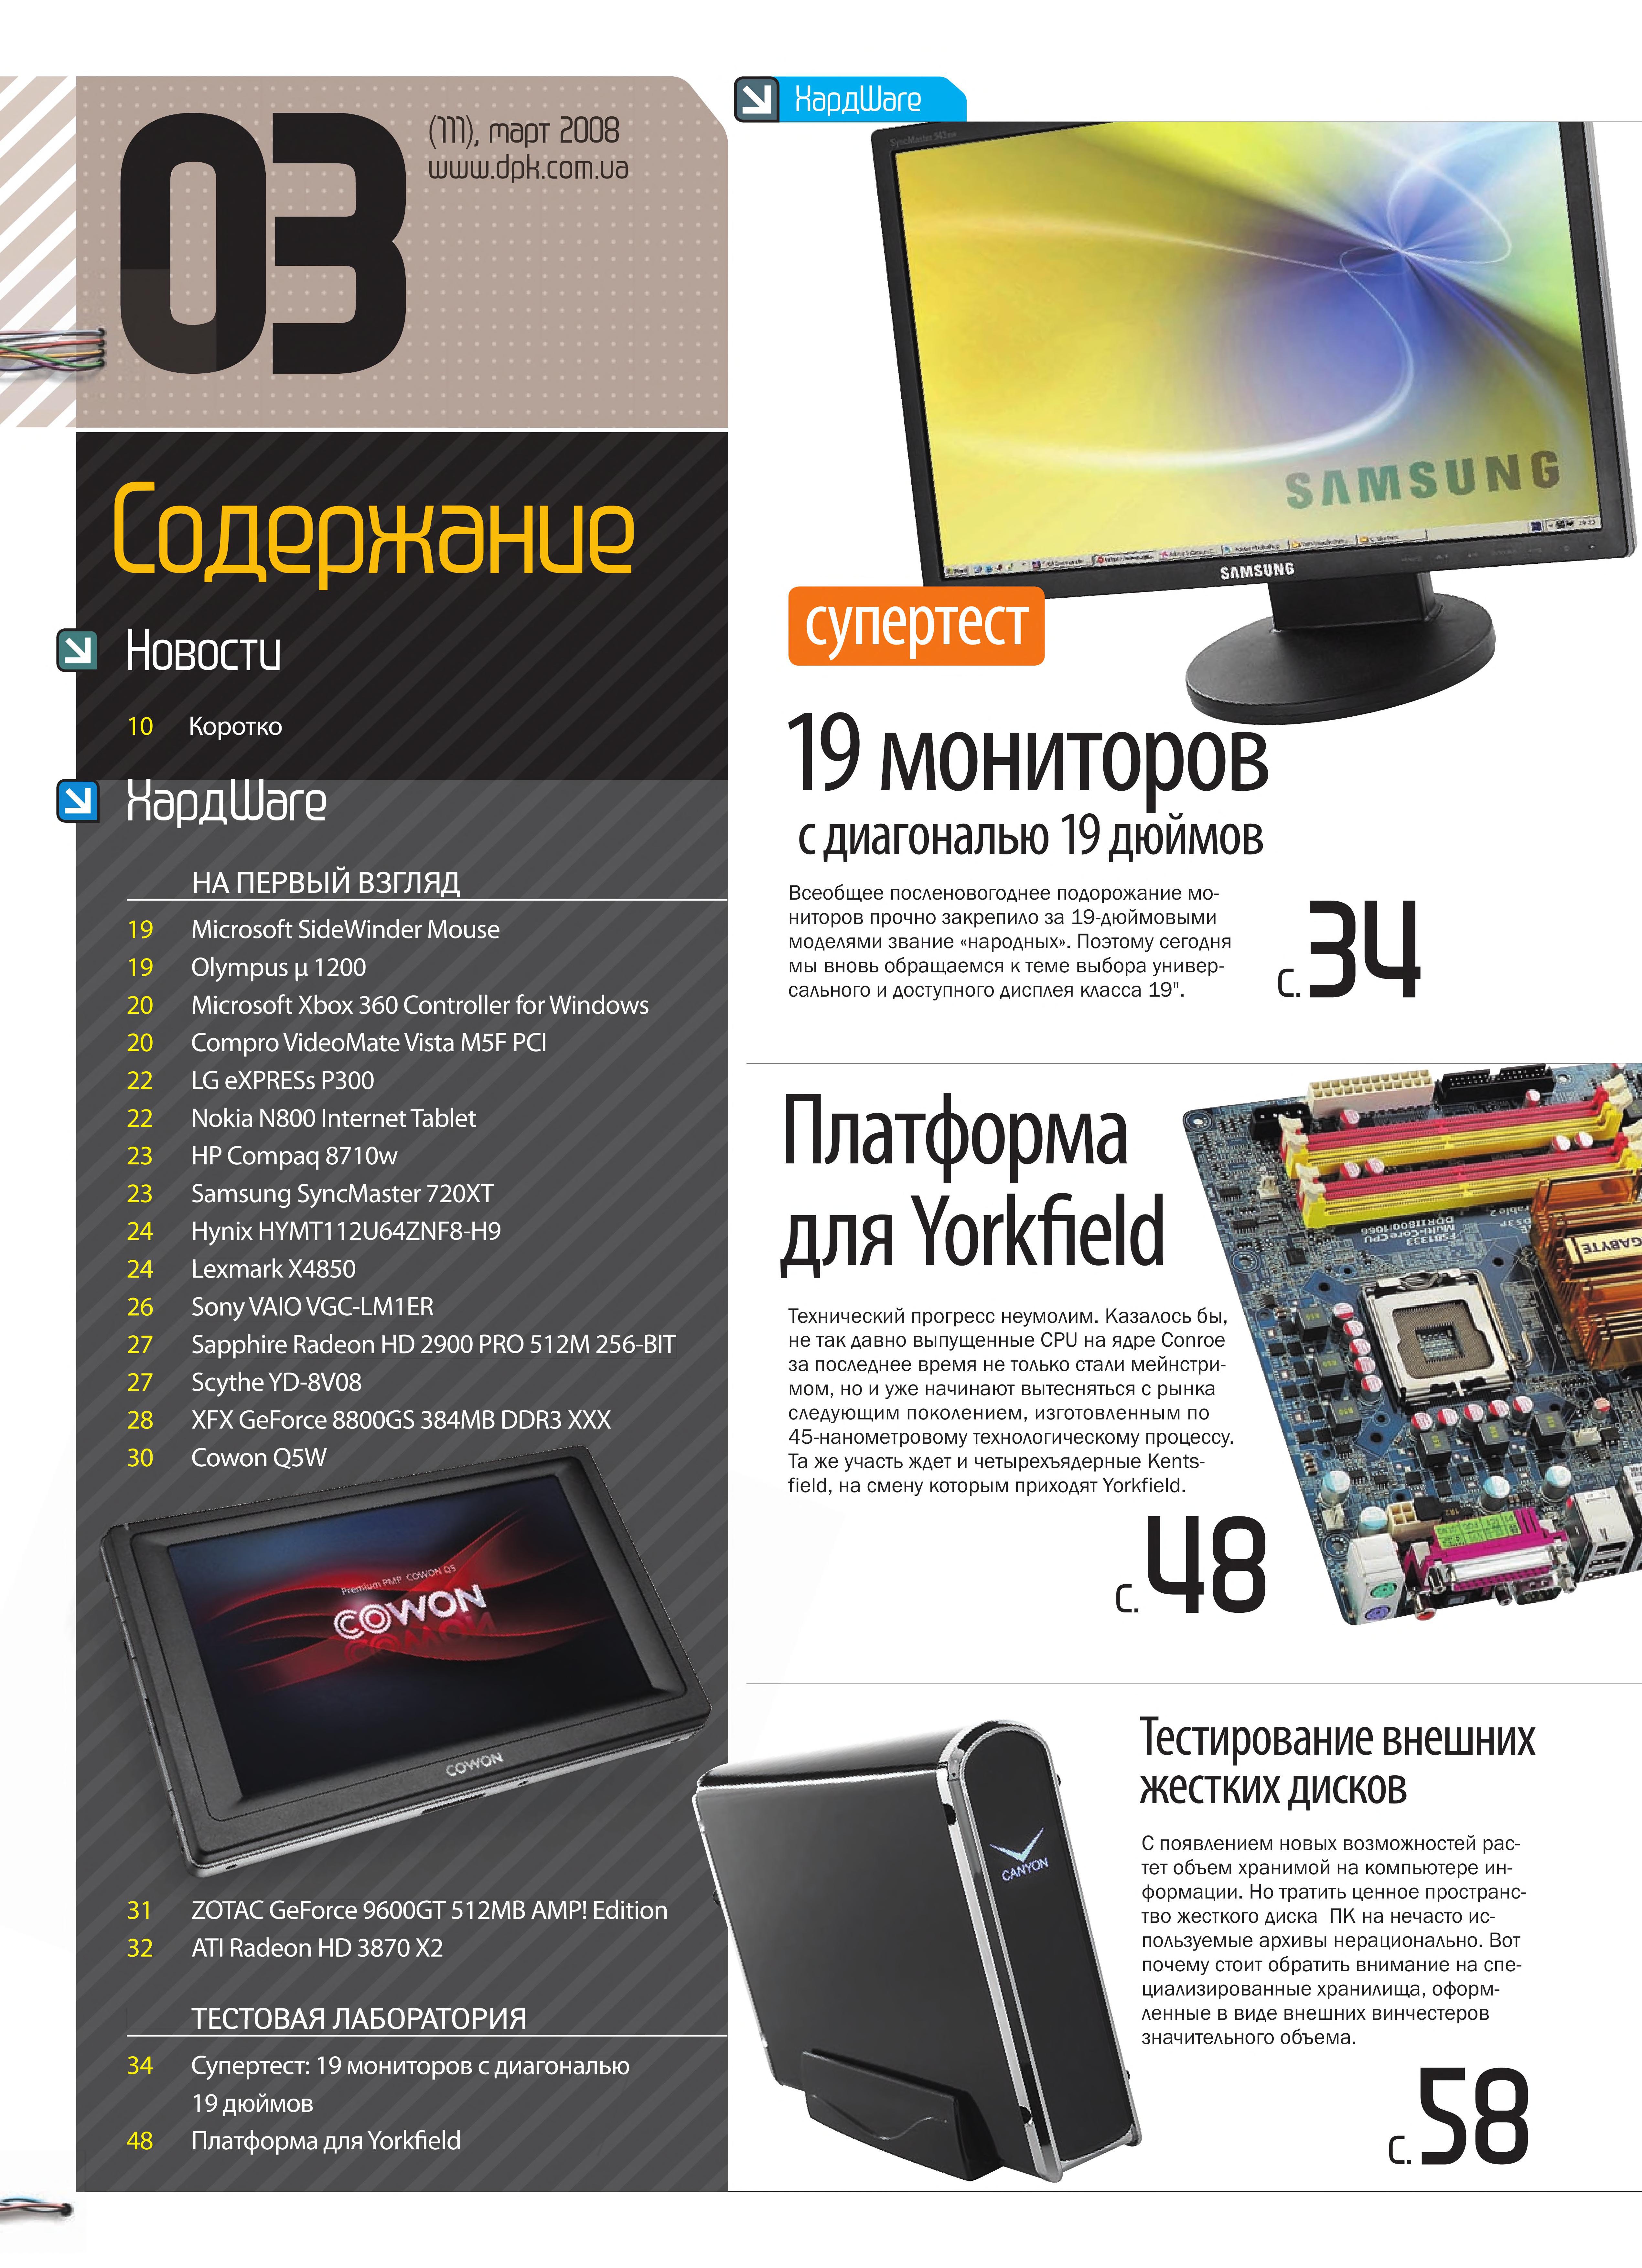 03
(111), март 2008
www.dpk.com.ua
Содержание
Новости
10 Коротко
ХардWare
НА ПЕРВЫЙ ВЗГЛЯД
19 Microsoft SideWinder Mouse
19 Olympus µ 1200
20 Microsoft Xbox 360 Controller for Windows
20 Compro VideoMate Vista M5F PCI
22 LG eXPRESs P300
22 Nokia N800 Internet Tablet
23 HP Compaq 8710w
23 Samsung SyncMaster 720XT
24 Hynix HYMT112U64ZNF8-H9
24 Lexmark X4850
26 Sony VAIO VGC-LM1ER
27 Sapphire Radeon HD 2900 PRO 512M 256-BIT
27 Scythe YD-8V08
28 XFX GeForce 8800GS 384MB DDR3 XXX
30 Cowon Q5W
Premium PMP COWON Q5
COWON
COWON
31 ZOTAC GeForce 9600GT 512MB AMP! Edition
32 ATI Radeon HD 3870 X2
ТЕСТОВАЯ ЛАБОРАТОРИЯ
34 Супертест: 19 мониторов с диагональю
19 дюймов
48 Платформа для Yorkfield
ХардWare
SAMSUNG
SAMSUNG
супертест
19 мониторов
с диагональю 19 дюймов
Всеобщее посленовогоднее подорожание мо-
ниторов прочно закрепило за 19-дюймовыми
моделями звание «народных». Поэтому сегодня
мы вновь обращаемся к теме выбора универ-
сального и доступного дисплея класса 19".
с. 34
Платформа
для Yorkfield
Технический прогресс неумолим. Казалось бы,
не так давно выпущенные CPU на ядре Conroe
за последнее время не только стали мейнстри-
мом, но и уже начинают вытесняться с рынка
следующим поколением, изготовленным по
45-нанометровому технологическому процессу.
Та же участь ждет и четырехъядерные Kents-
field, на смену которым приходят Yorkfield.
с. 48
FSB1333
Multi-Core CPU
DDRII800/1066
GABYTE
Тестирование внешних
жестких дисков
С появлением новых возможностей рас-
тет объем хранимой на компьютере ин-
формации. Но тратить ценное пространс-
тво жесткого диска ПК на нечасто ис-
пользуемые архивы нерационально. Вот
почему стоит обратить внимание на спе-
циализированные хранилища, оформ-
ленные в виде внешних винчестеров
значительного объема.
с. 58
CANYON